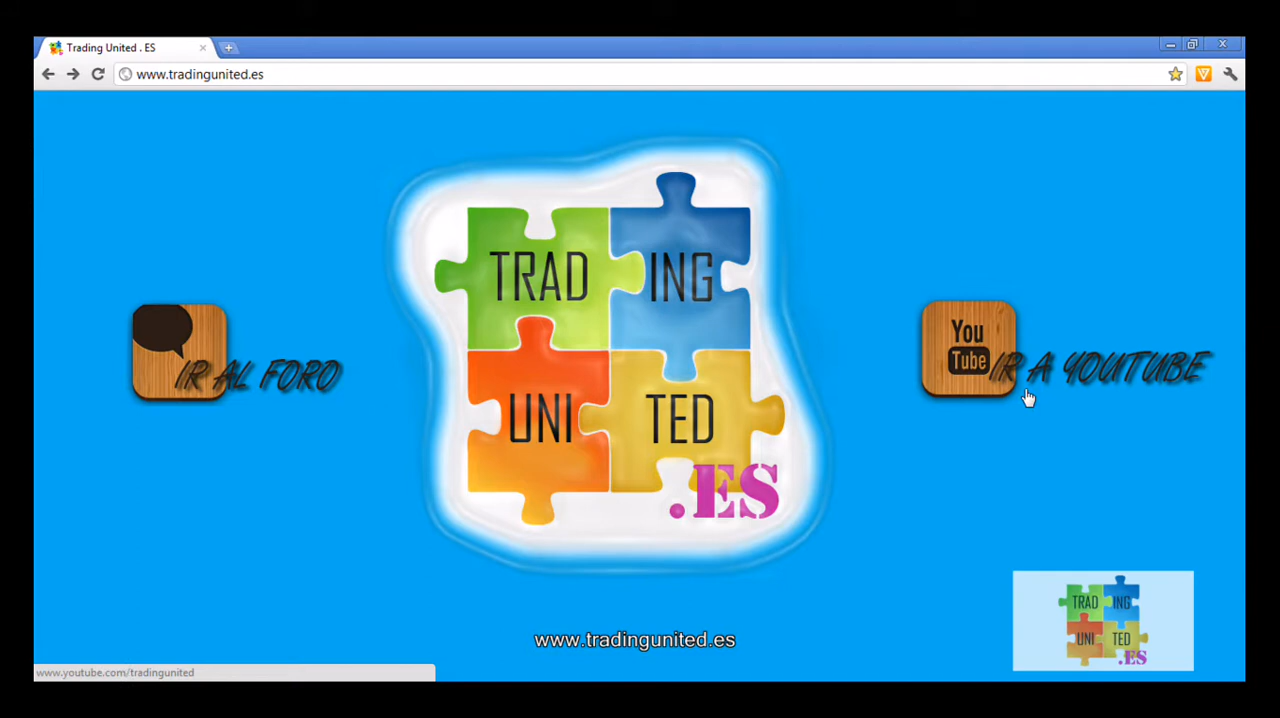 Trading United . ES
www.tradingunited.es
TRAD
ING
UNI
TED
.ES
IR AL FORO
You
Tube
IR A YOUTUBE
www.tradingunited.es
TRAD
ING
UNI
TED
.ES
www.youtube.com/tradingunited